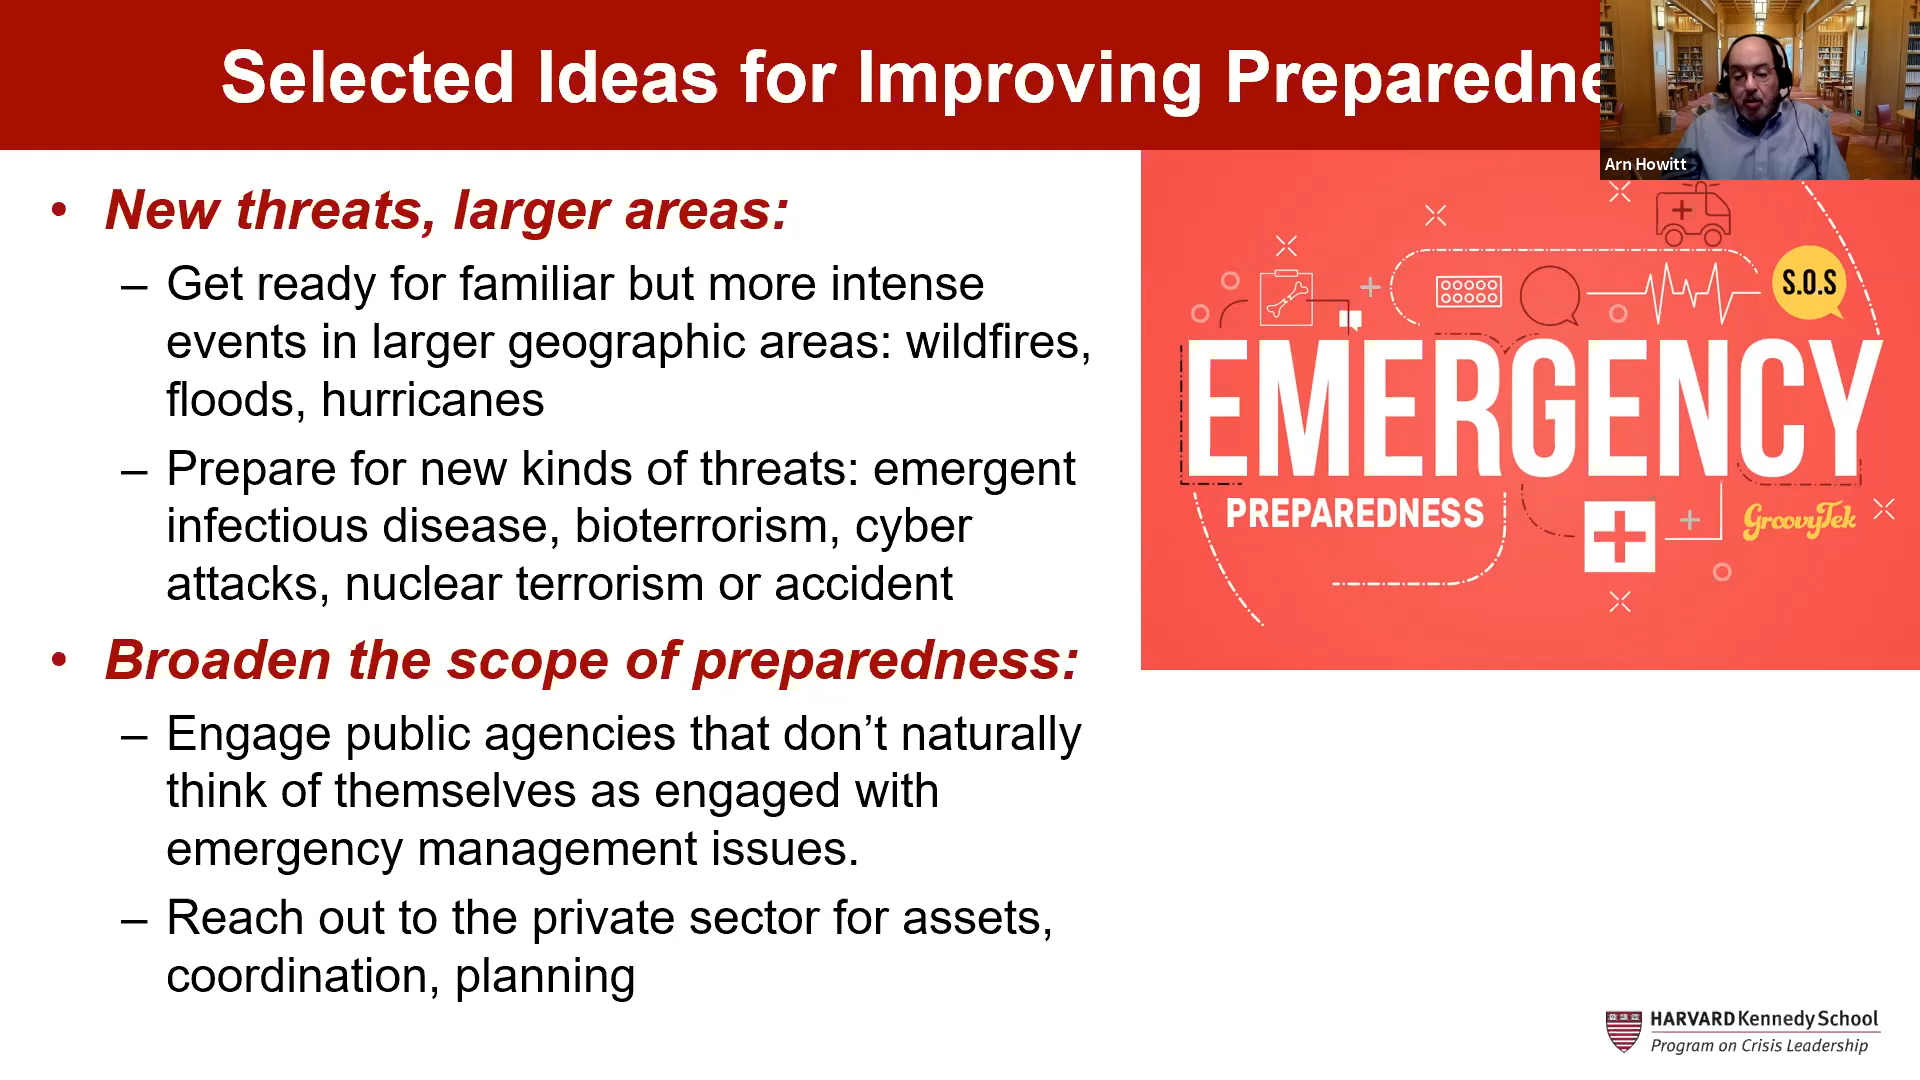 Selected Ideas for Improving Preparedne
Arn Howitt
• New threats, larger areas:
– Get ready for familiar but more intense
events in larger geographic areas: wildfires,
floods, hurricanes
– Prepare for new kinds of threats: emergent
infectious disease, bioterrorism, cyber
attacks, nuclear terrorism or accident
• Broaden the scope of preparedness:
– Engage public agencies that don’t naturally
think of themselves as engaged with
emergency management issues.
– Reach out to the private sector for assets,
coordination, planning
S.O.S
EMERGENCY
PREPAREDNESS
GroovyTek
HARVARD Kennedy School
Program on Crisis Leadership